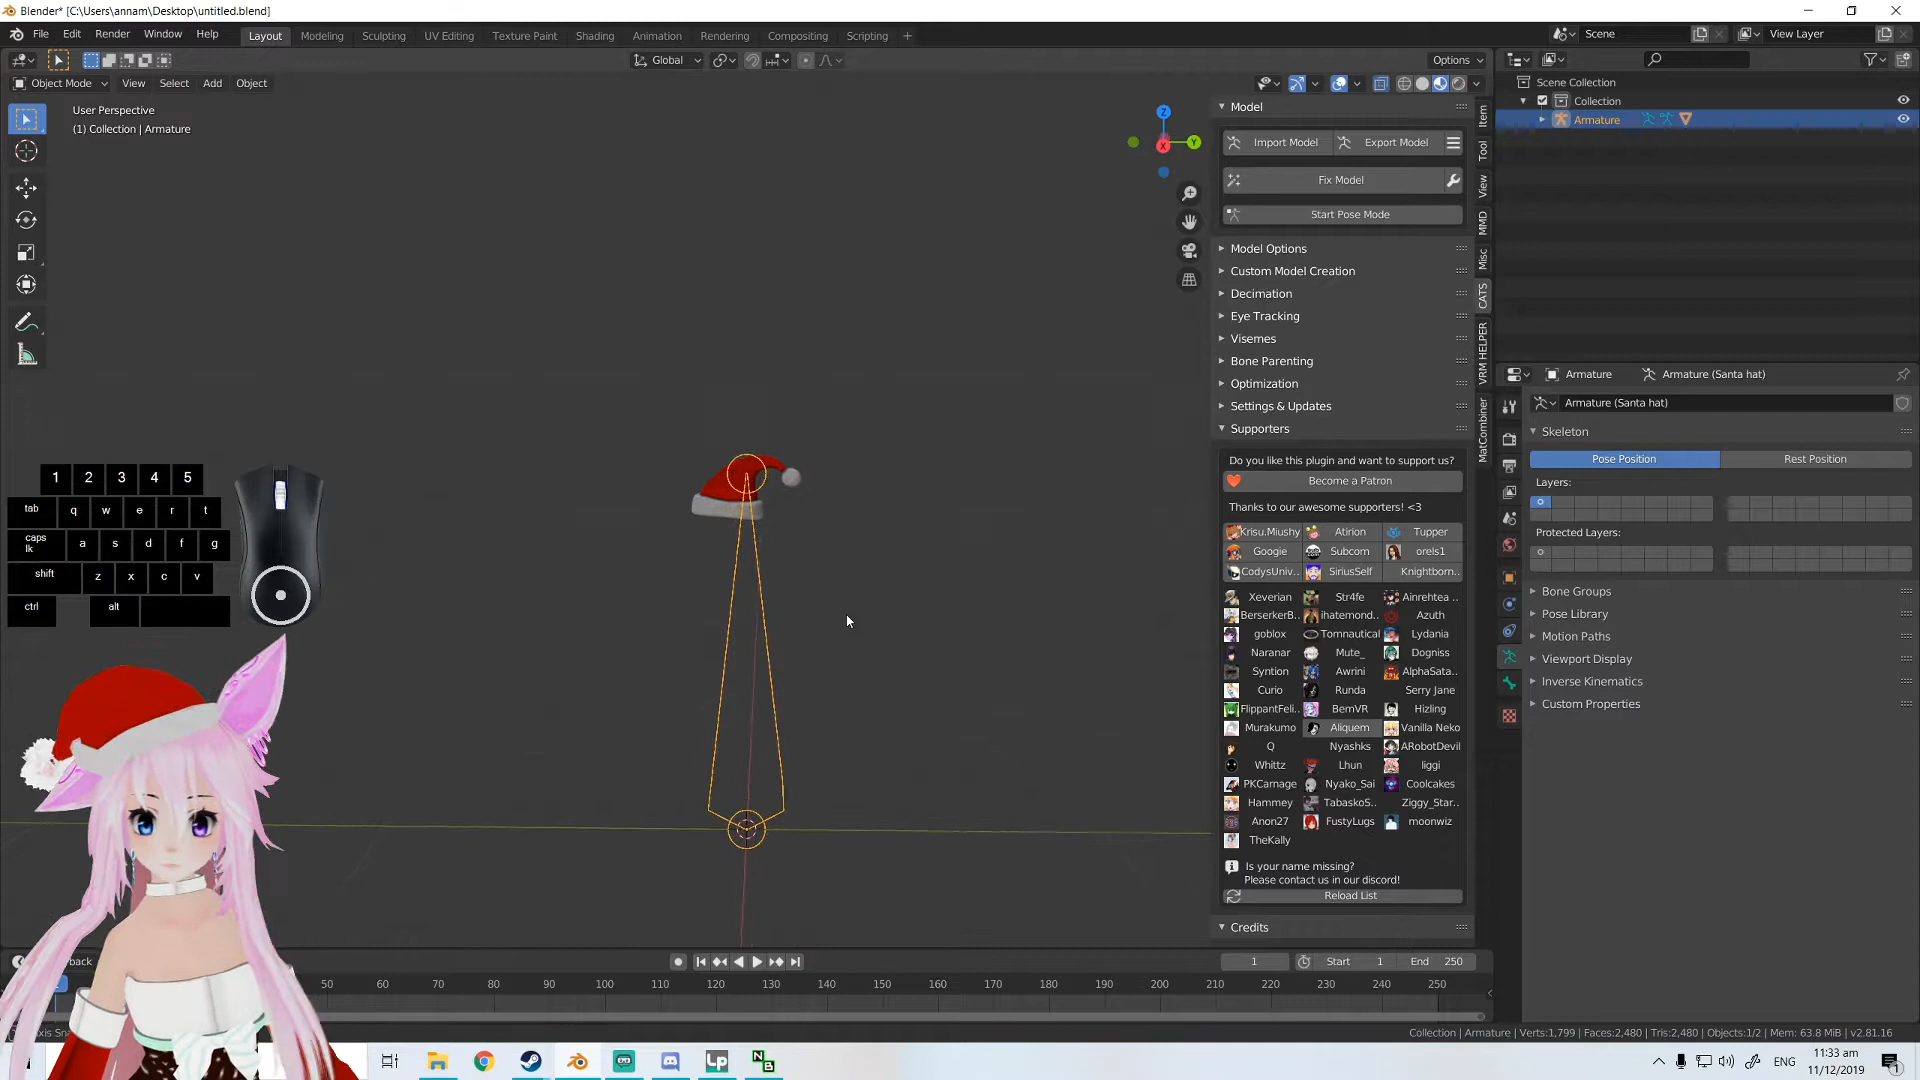 Blender* [C:\Users\annam\Desktop\untitled.blend]
File Edit Render Window Help Layout Modeling Sculpting UV Editing Texture Paint Shading Animation Rendering Compositing Scripting + Scene View Layer
Global Options
Object Mode View Select Add Object
User Perspective
(1) Collection | Armature
Z
Y
X
Model
Import Model Export Model
Fix Model
Start Pose Mode
Model Options
Custom Model Creation
Decimation
Eye Tracking
Visemes
Bone Parenting
Optimization
Settings & Updates
Supporters
Do you like this plugin and want to support us?
Become a Patron
Thanks to our awesome supporters! <3
Krisu.Miushy Atirion Tupper
Googie Subcom orels1
CodysUniv.. SiriusSelf Knightborn..
Xeverian Str4fe Ainrehtea ..
BerserkerB.. ihatemond.. Azuth
goblox Tomnautical Lydania
Naranar Mute_ Dogniss
Syntion Awrini AlphaSata..
Curio Runda Serry Jane
FlippantFeli.. BemVR Hizling
Murakumo Aliquem Vanilla Neko
Q Nyashks ARobotDevil
Whittz Lhun liggi
PKCarnage Nyako_Sai Coolcakes
Hammey TabaskoS.. Ziggy_Star..
Anon27 FustyLugs moonwiz
TheKally
Is your name missing?
Please contact us in our discord!
Reload List
Credits
Item
Tool
View
MMD
Misc
CATS
VRM HELPER
MatCombiner
Scene Collection
Collection
Armature
Armature Armature (Santa hat)
Armature (Santa hat)
Skeleton
Pose Position Rest Position
Layers:
Protected Layers:
Bone Groups
Pose Library
Motion Paths
Viewport Display
Inverse Kinematics
Custom Properties
1 2 3 4 5
tab q w e r t
caps lk a s d f g
shift z x c v
ctrl alt
back
1 Start 1 End 250
50 60 70 80 90 100 110 120 130 140 150 160 170 180 190 200 210 220 230 240 250
Collection | Armature | Verts:1,799 | Faces:2,480 | Tris:2,480 | Objects:1/2 | Mem: 63.8 MiB | v2.81.16
LP
N
B
ENG
11:33 am
11/12/2019
1